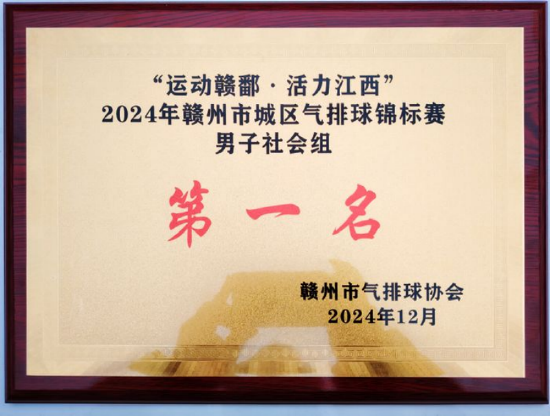 “运动赣鄱·活力江西”
2024年赣州市城区气排球锦标赛
男子社会组
第一名
赣州市气排球协会
2024年12月